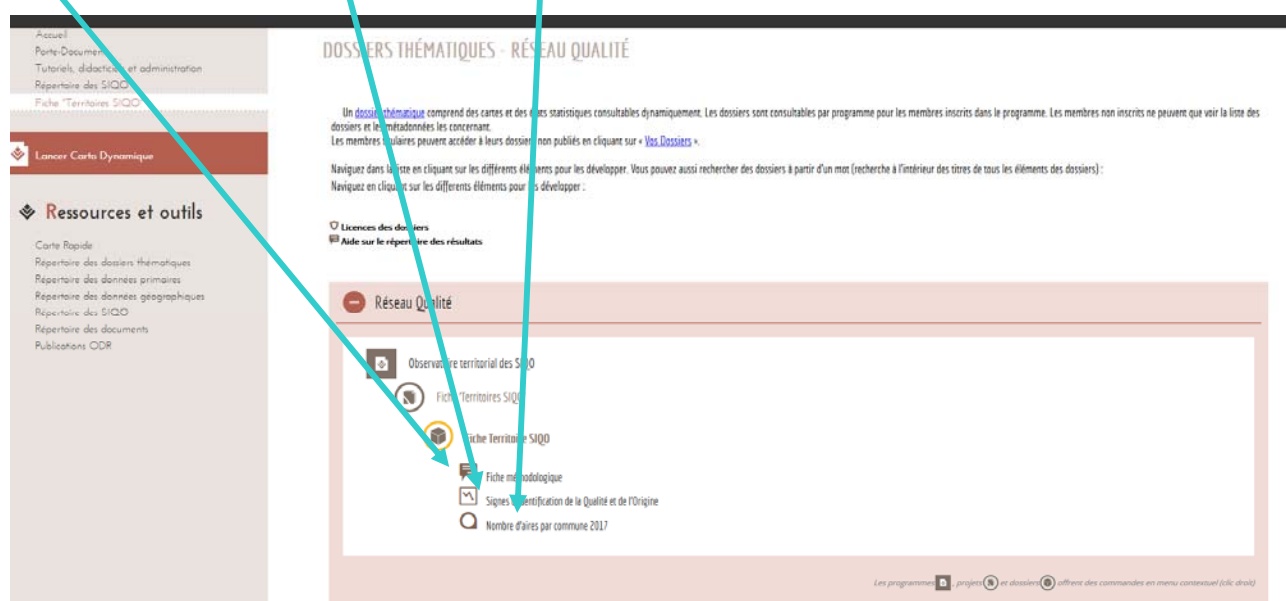 Accueil
Porte-Documents
Tutoriels, didacticiels et administration
Répertoire des SIQO
Fiche "Territoires SIQO"
Lancer Carto Dynamique
Ressources et outils
Carte Rapide
Répertoire des dossiers thématiques
Répertoire des données primaires
Répertoire des données géographiques
Répertoire des SIQO
Répertoire des documents
Publications ODR
DOSSIERS THÉMATIQUES - RÉSEAU QUALITÉ
Un dossier thématique comprend des cartes et des états statistiques consultables dynamiquement. Les dossiers sont consultables par programme pour les membres inscrits dans le programme. Les membres non inscrits ne peuvent que voir la liste des
dossiers et les métadonnées les concernant.
Les membres titulaires peuvent accéder à leurs dossiers non publiés en cliquant sur « Vos Dossiers ».
Naviguez dans la liste en cliquant sur les différents éléments pour les développer. Vous pouvez aussi rechercher des dossiers à partir d'un mot (recherche à l'intérieur des titres de tous les éléments des dossiers) :
Naviguez en cliquant sur les differents éléments pour les développer :
Licences des dossiers
Aide sur le répertoire des résultats
Réseau Qualité
Observatoire territorial des SIQO
Fiche "Territoires SIQO"
Fiche Territoire SIQO
Fiche méthodologique
Signes d'Identification de la Qualité et de l'Origine
Nombre d'aires par commune 2017
Les programmes , projets et dossiers offrent des commandes en menu contextuel (clic droit)